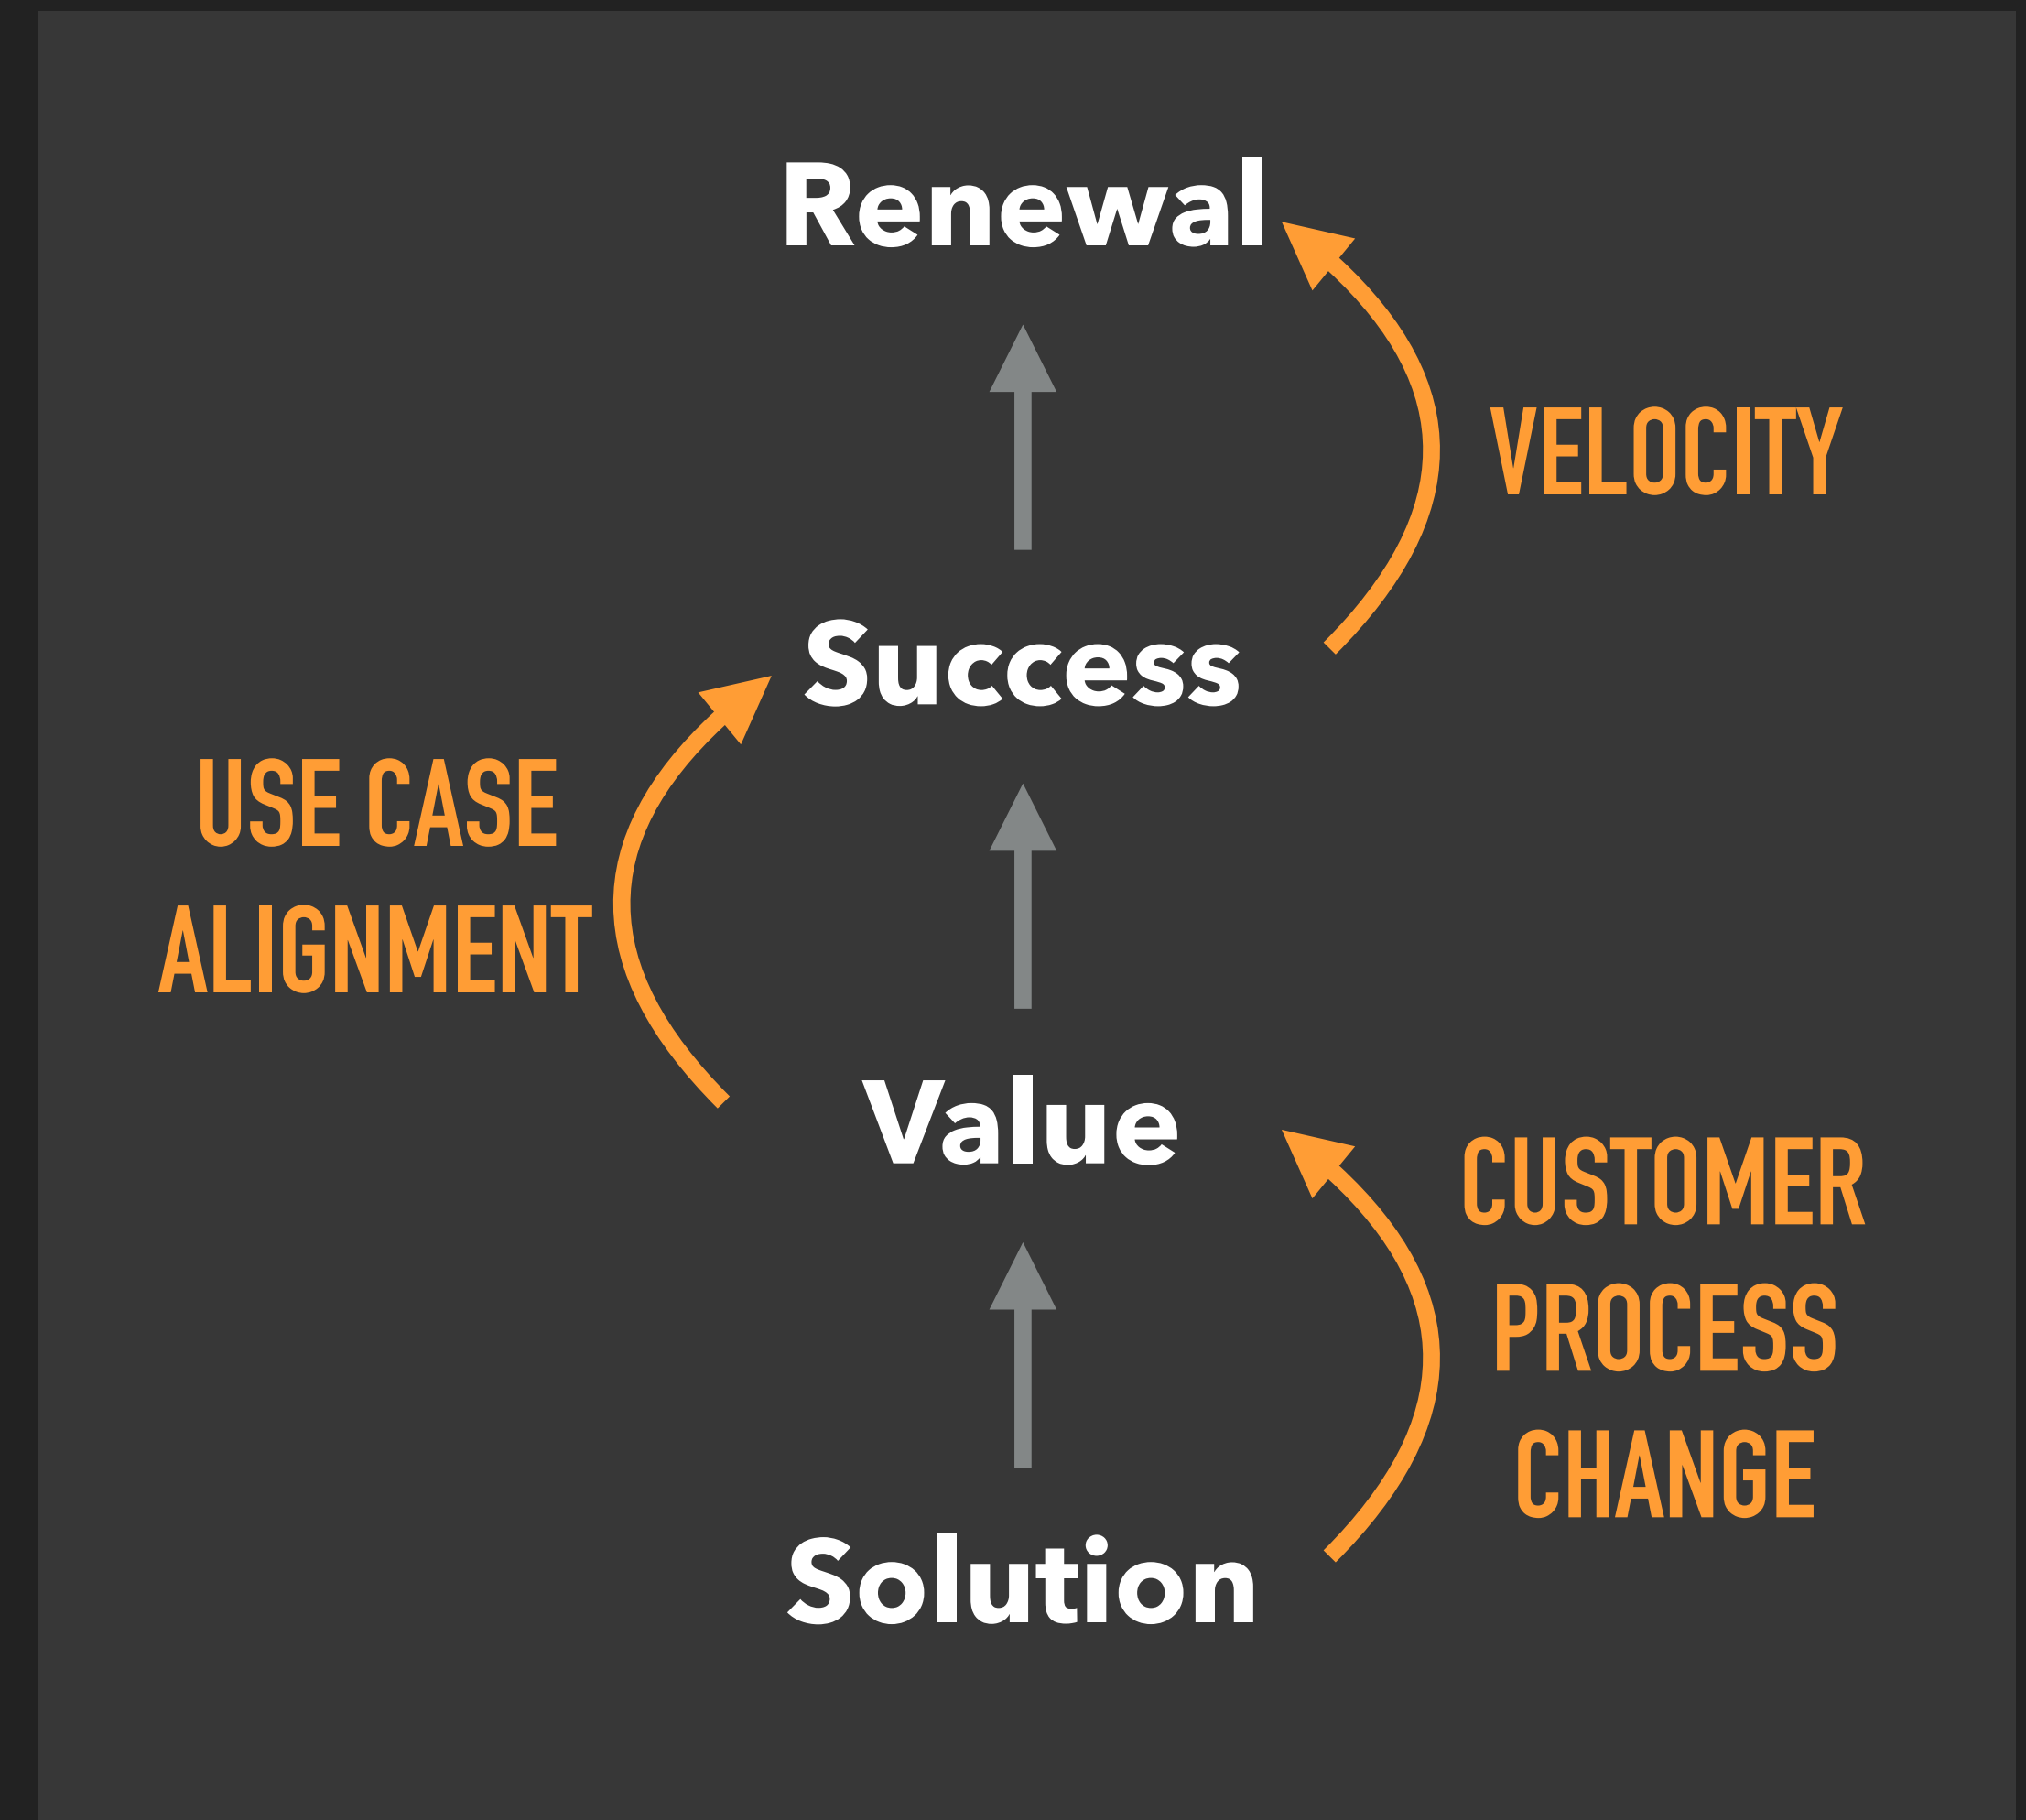 Renewal
VELOCITY
Success
USE CASE
ALIGNMENT
Value
CUSTOMER
PROCESS
CHANGE
Solution